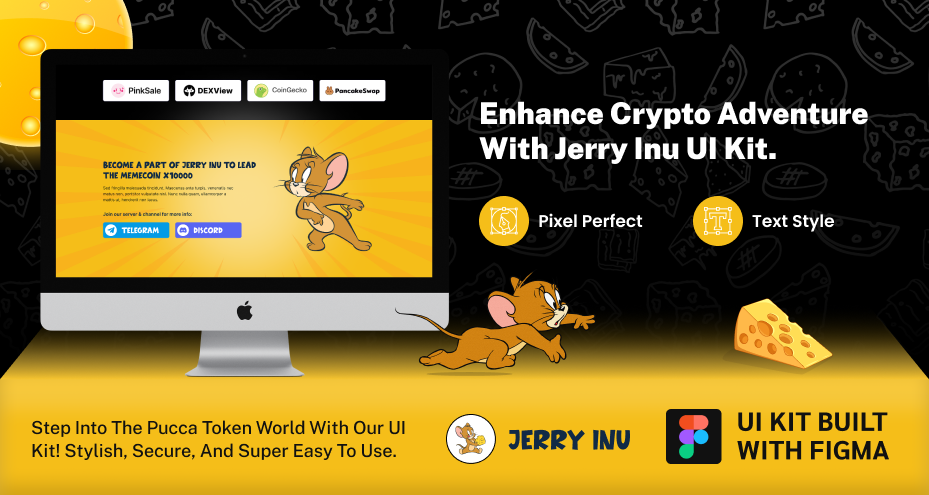 PinkSale
DEXView
CoinGecko
PancakeSwap
BECOME A PART OF JERRY INU TO LEAD
THE MEMECOIN X10000
Join our server & channel for more info:
TELEGRAM
DISCORD
Enhance Crypto Adventure
With Jerry Inu UI Kit.
Pixel Perfect
Text Style
Step Into The Pucca Token World With Our UI
Kit! Stylish, Secure, And Super Easy To Use.
JERRY INU
UI KIT BUILT
WITH FIGMA